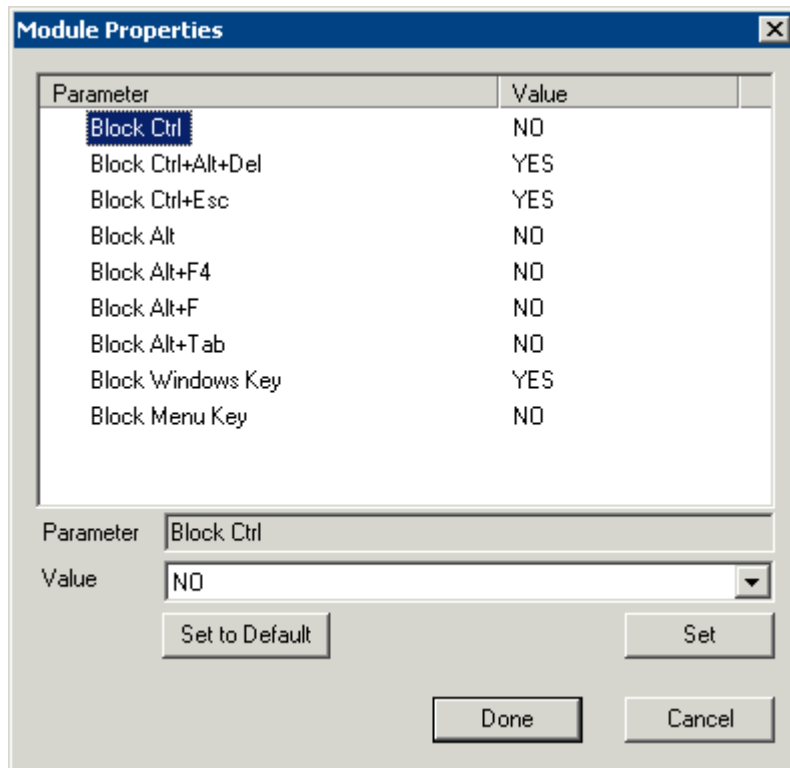 Module Properties
Parameter Value
Block Ctrl NO
Block Ctrl+Alt+Del YES
Block Ctrl+Esc YES
Block Alt NO
Block Alt+F4 NO
Block Alt+F NO
Block Alt+Tab NO
Block Windows Key YES
Block Menu Key NO
Parameter Block Ctrl
Value NO
Set to Default Set
Done Cancel